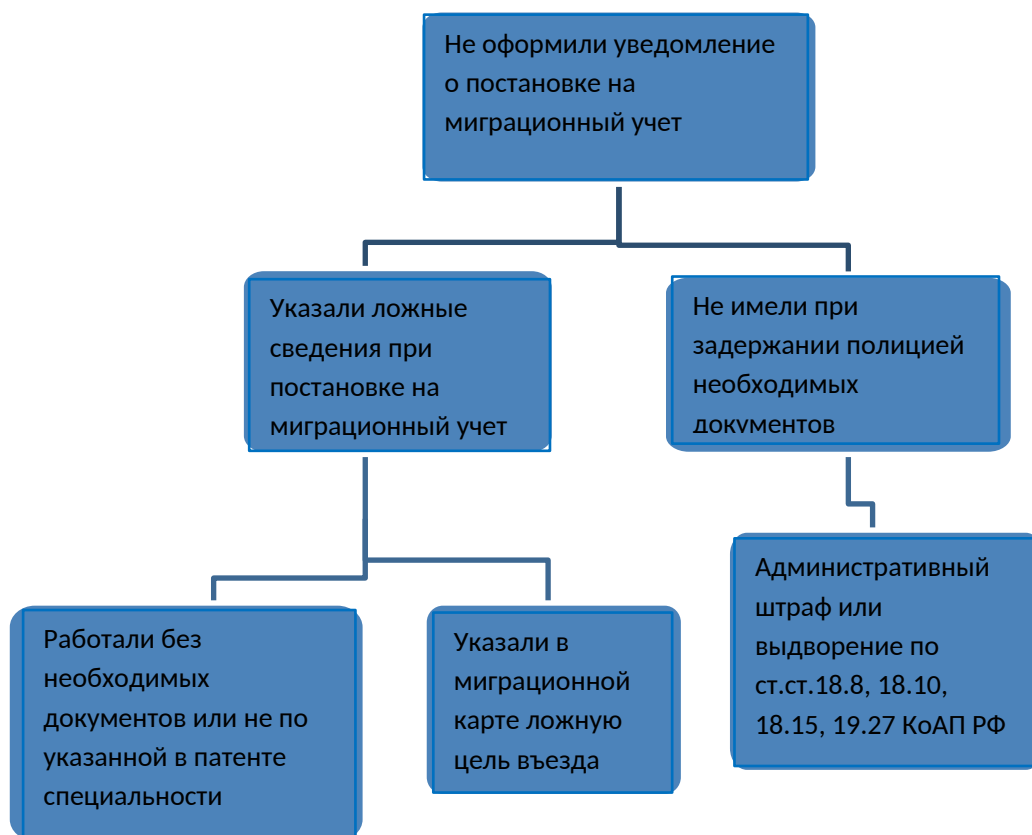 Не оформили уведомление
о постановке на
миграционный учет
Указали ложные
сведения при
постановке на
миграционный учет
Не имели при
задержании полицией
необходимых
документов
Работали без
необходимых
документов или не по
указанной в патенте
специальности
Указали в
миграционной
карте ложную
цель въезда
Административный
штраф или
выдворение по
ст.ст.18.8, 18.10,
18.15, 19.27 КоАП РФ